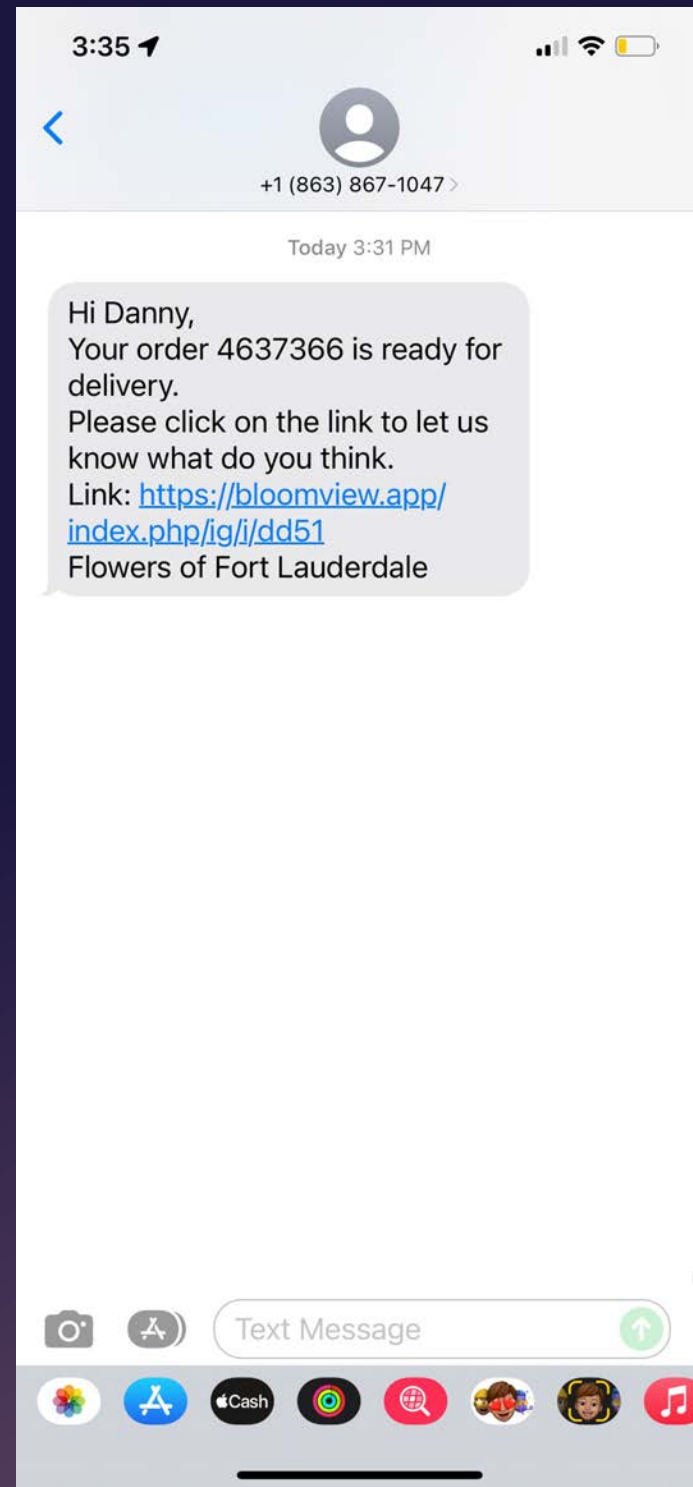 3:35
+1 (863) 867-1047
Today 3:31 PM
Hi Danny,
Your order 4637366 is ready for
delivery.
Please click on the link to let us
know what do you think.
Link: https://bloomview.app/
index.php/ig/i/dd51
Flowers of Fort Lauderdale
Text Message
Cash